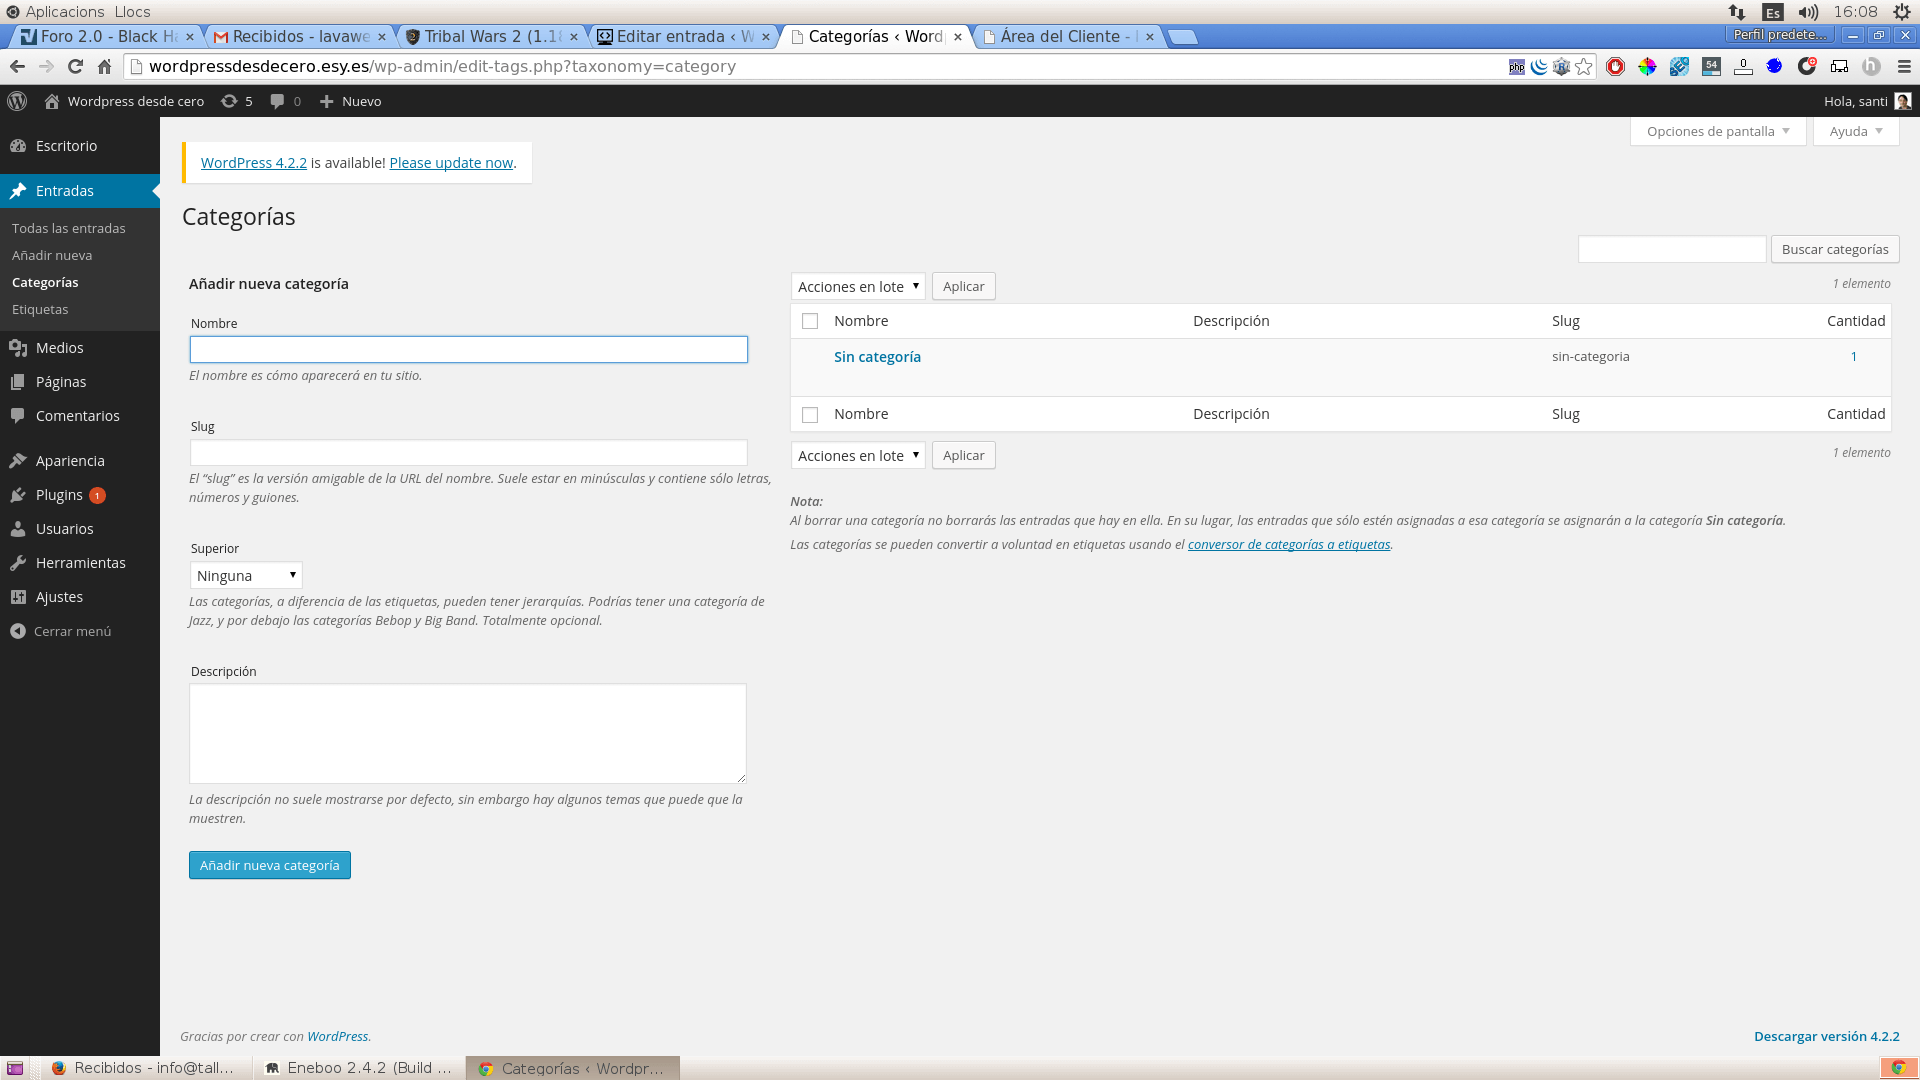 Aplicacions Llocs
Es 16:08
Foro 2.0 - Black Ha
Recibidos - lavawe
Tribal Wars 2 (1.18
Editar entrada ‹ W
Categorías ‹ Word
Área del Cliente -
Perfil predete...
wordpressdesdecero.esy.es/wp-admin/edit-tags.php?taxonomy=category
php
54
0
h
Wordpress desde cero 5 0 Nuevo
Hola, santi
Escritorio
Entradas
Todas las entradas
Añadir nueva
Categorías
Etiquetas
Medios
Páginas
Comentarios
Apariencia
Plugins 1
Usuarios
Herramientas
Ajustes
Cerrar menú
Opciones de pantalla
Ayuda
WordPress 4.2.2 is available! Please update now.
Categorías
Buscar categorías
Añadir nueva categoría
Nombre
El nombre es cómo aparecerá en tu sitio.
Slug
El “slug” es la versión amigable de la URL del nombre. Suele estar en minúsculas y contiene sólo letras,
números y guiones.
Superior
Ninguna
Las categorías, a diferencia de las etiquetas, pueden tener jerarquías. Podrías tener una categoría de
Jazz, y por debajo las categorías Bebop y Big Band. Totalmente opcional.
Descripción
La descripción no suele mostrarse por defecto, sin embargo hay algunos temas que puede que la
muestren.
Añadir nueva categoría
Acciones en lote Aplicar 1 elemento
Nombre Descripción Slug Cantidad
Sin categoría sin-categoria 1
Nombre Descripción Slug Cantidad
Acciones en lote Aplicar 1 elemento
Nota:
Al borrar una categoría no borrarás las entradas que hay en ella. En su lugar, las entradas que sólo estén asignadas a esa categoría se asignarán a la categoría Sin categoría.
Las categorías se pueden convertir a voluntad en etiquetas usando el conversor de categorías a etiquetas.
Gracias por crear con WordPress.
Descargar versión 4.2.2
Recibidos - info@tall...
Eneboo 2.4.2 (Build ...
Categorías ‹ Wordpr...